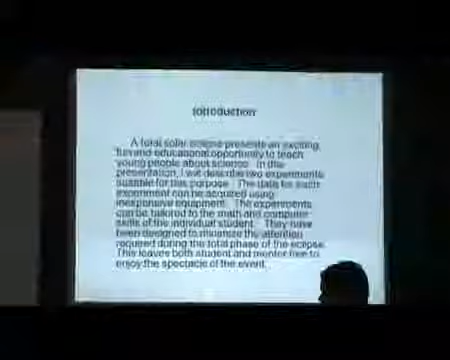 Introduction
A total solar eclipse presents an exciting,
fun and educational opportunity to teach
young people about science. In this
presentation, I will describe two experiments
suitable for this purpose. The data for each
experiment can be acquired using
inexpensive equipment. The experiments
can be tailored to the math and computer
skills of the individual student. They have
been designed to minimize the attention
required during the total phase of the eclipse.
This leaves both student and mentor free to
enjoy the spectacle of the event.